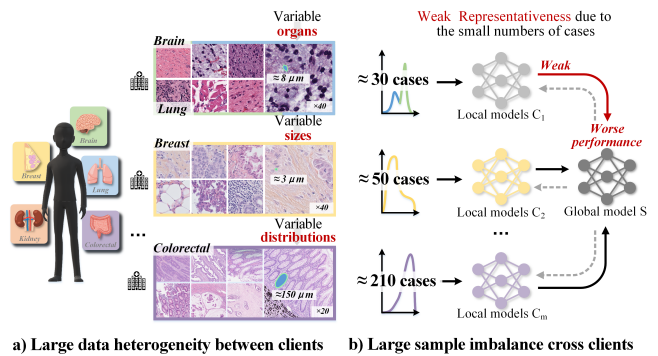 Variable
organs
Brain
≈ 8 μm
×40
Lung
Variable
sizes
Breast
≈ 3 μm
×40
Variable
distributions
Colorectal
≈150 μm
×20
Brain
Breast
Lung
Kidney
Colorectal
...
a) Large data heterogeneity between clients
Weak Representativeness due to
the small numbers of cases
≈ 30 cases
Local models C1
Weak
Worse
performance
≈ 50 cases
Local models C2
Global model S
...
≈ 210 cases
Local models Cm
b) Large sample imbalance cross clients